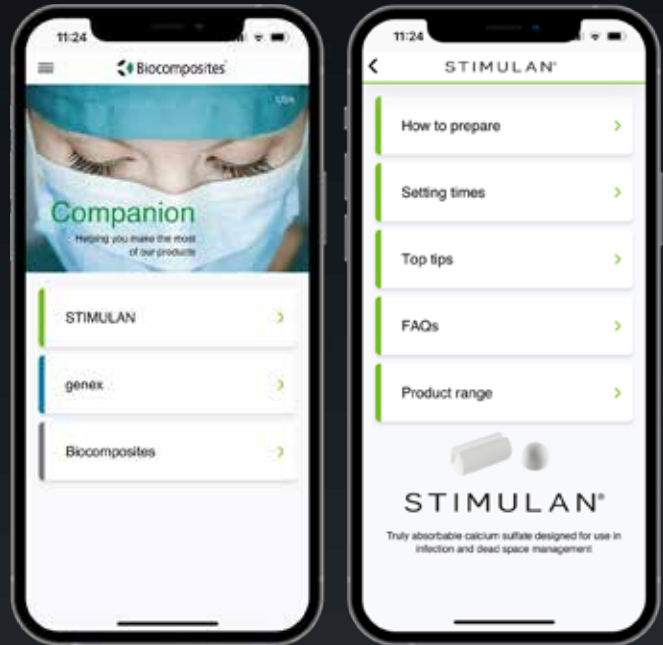 11:24
Biocomposites
USA
Companion
Helping you make the most
of our products
STIMULAN
genex
Biocomposites
11:24
STIMULAN®
How to prepare
Setting times
Top tips
FAQs
Product range
STIMULAN®
Truly absorbable calcium sulfate designed for use in
infection and dead space management